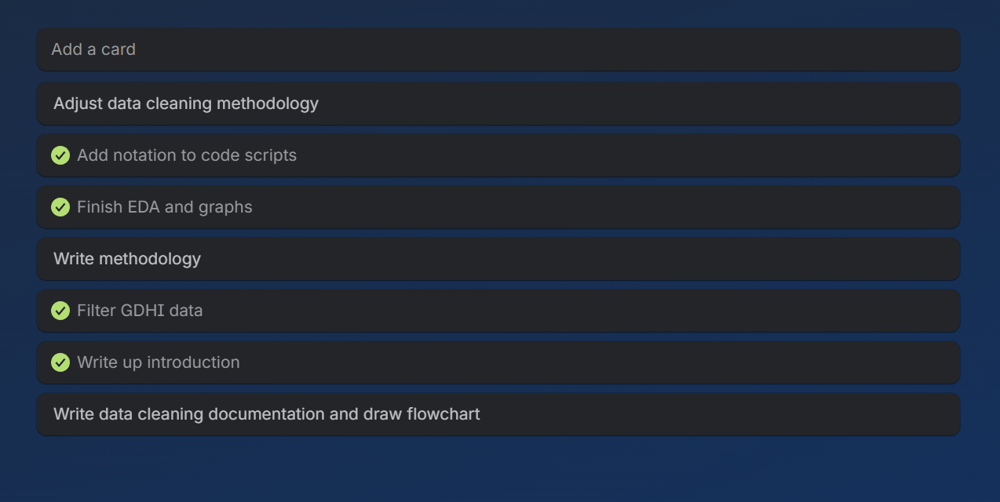 Add a card
Adjust data cleaning methodology
Add notation to code scripts
Finish EDA and graphs
Write methodology
Filter GDHI data
Write up introduction
Write data cleaning documentation and draw flowchart